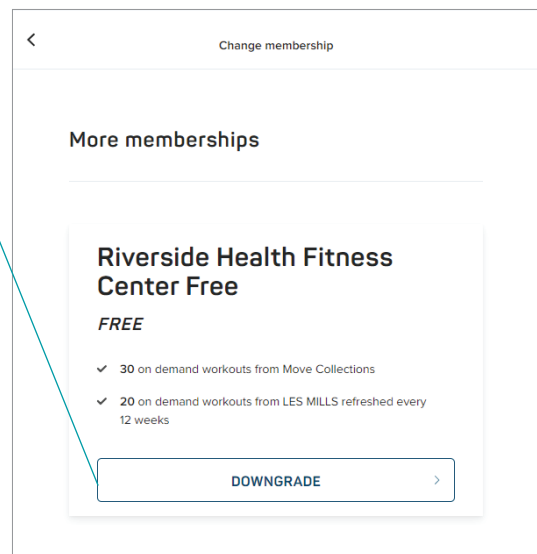 Change membership
More memberships
Riverside Health Fitness
Center Free
FREE
30 on demand workouts from Move Collections
20 on demand workouts from LES MILLS refreshed every
12 weeks
DOWNGRADE